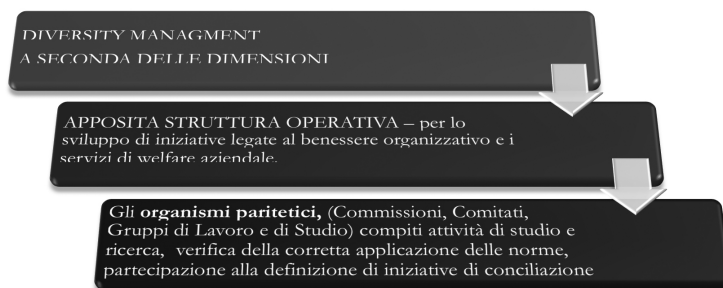 DIVERSITY MANAGMENT
A SECONDA DELLE DIMENSIONI
APPOSITA STRUTTURA OPERATIVA – per lo
sviluppo di iniziative legate al benessere organizzativo e i
servizi di welfare aziendale.
Gli organismi paritetici, (Commissioni, Comitati,
Gruppi di Lavoro e di Studio) compiti attività di studio e
ricerca, verifica della corretta applicazione delle norme,
partecipazione alla definizione di iniziative di conciliazione